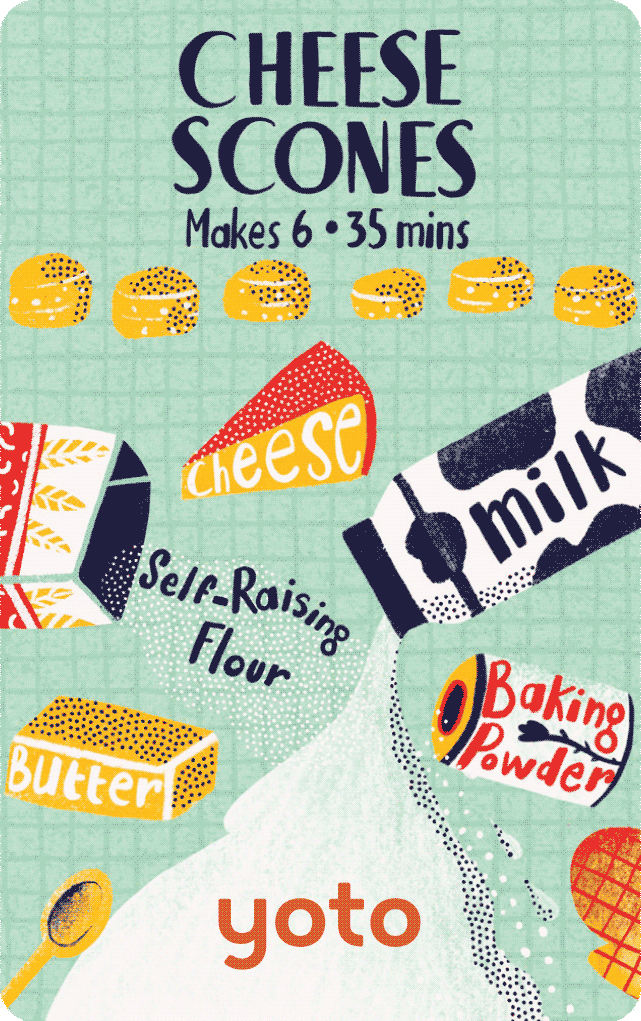 CHEESE
SCONES
Makes 6 • 35 mins
cheese
milk
Self-Raising
Flour
Baking
Powder
Butter
yoto